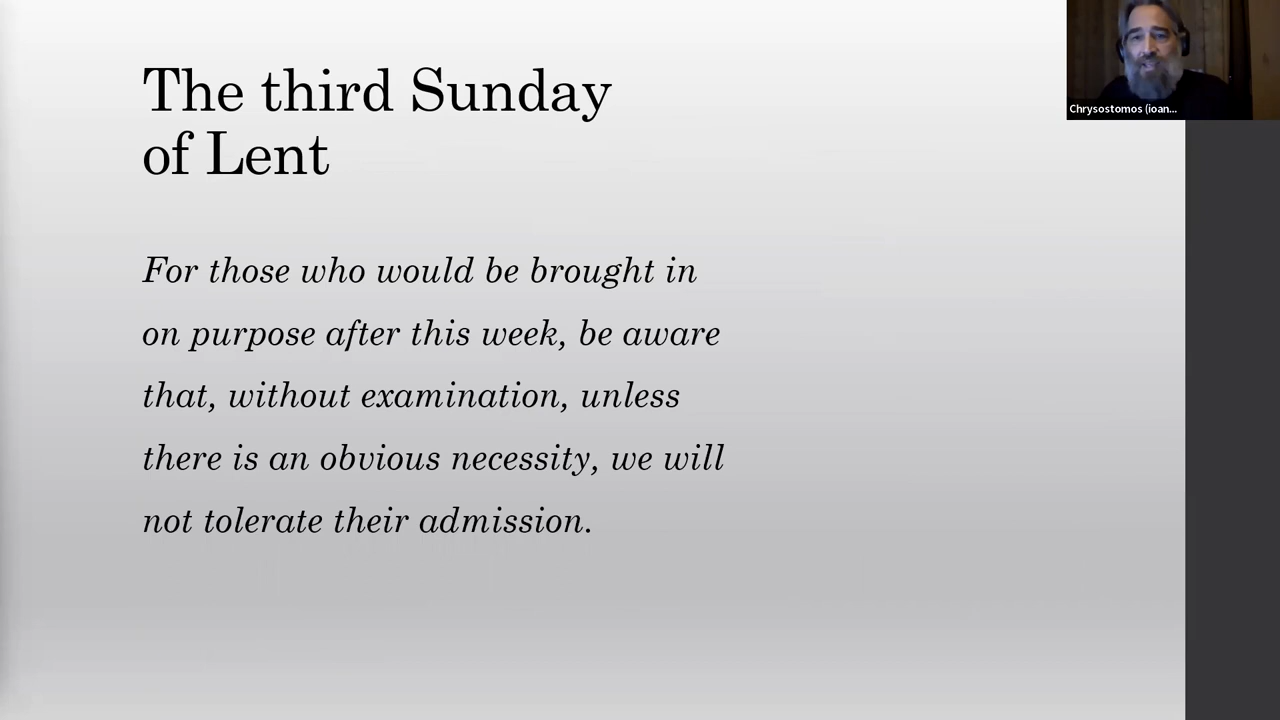 The third Sunday
of Lent
For those who would be brought in
on purpose after this week, be aware
that, without examination, unless
there is an obvious necessity, we will
not tolerate their admission.
Chrysostomos (ioan...